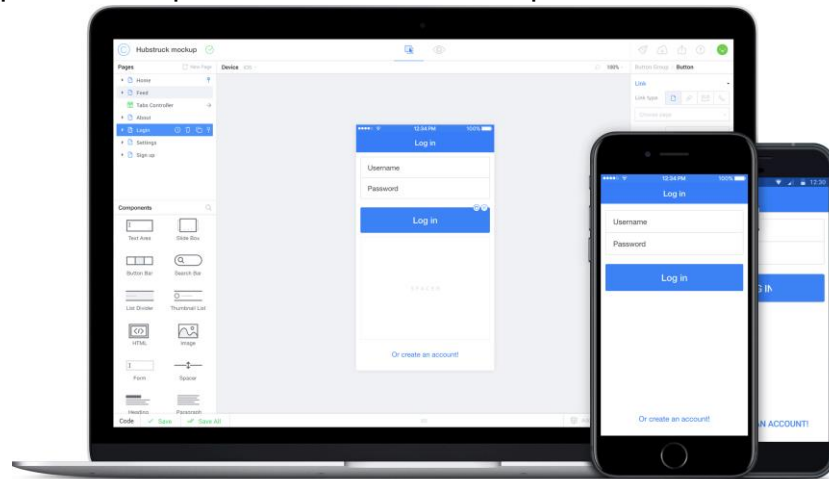 Hubstruck mockup
Pages
New Page
Device
iOS
100%
Button Group
Button
Home
Feed
Tabs Controller
About
Login
Settings
Sign up
Link
Link type
Choose page
Components
Text Area
Slide Box
Button Bar
Search Bar
List Divider
Thumbnail List
HTML
Image
Form
Spacer
Heading
Paragraph
Code
Save
Save All
12:34 PM
100%
Log in
Username
Password
Log in
SPACER
Or create an account!
12:34 PM
100%
Log in
Username
Password
Log in
Or create an account!
12:30
G IN
AN ACCOUNT!